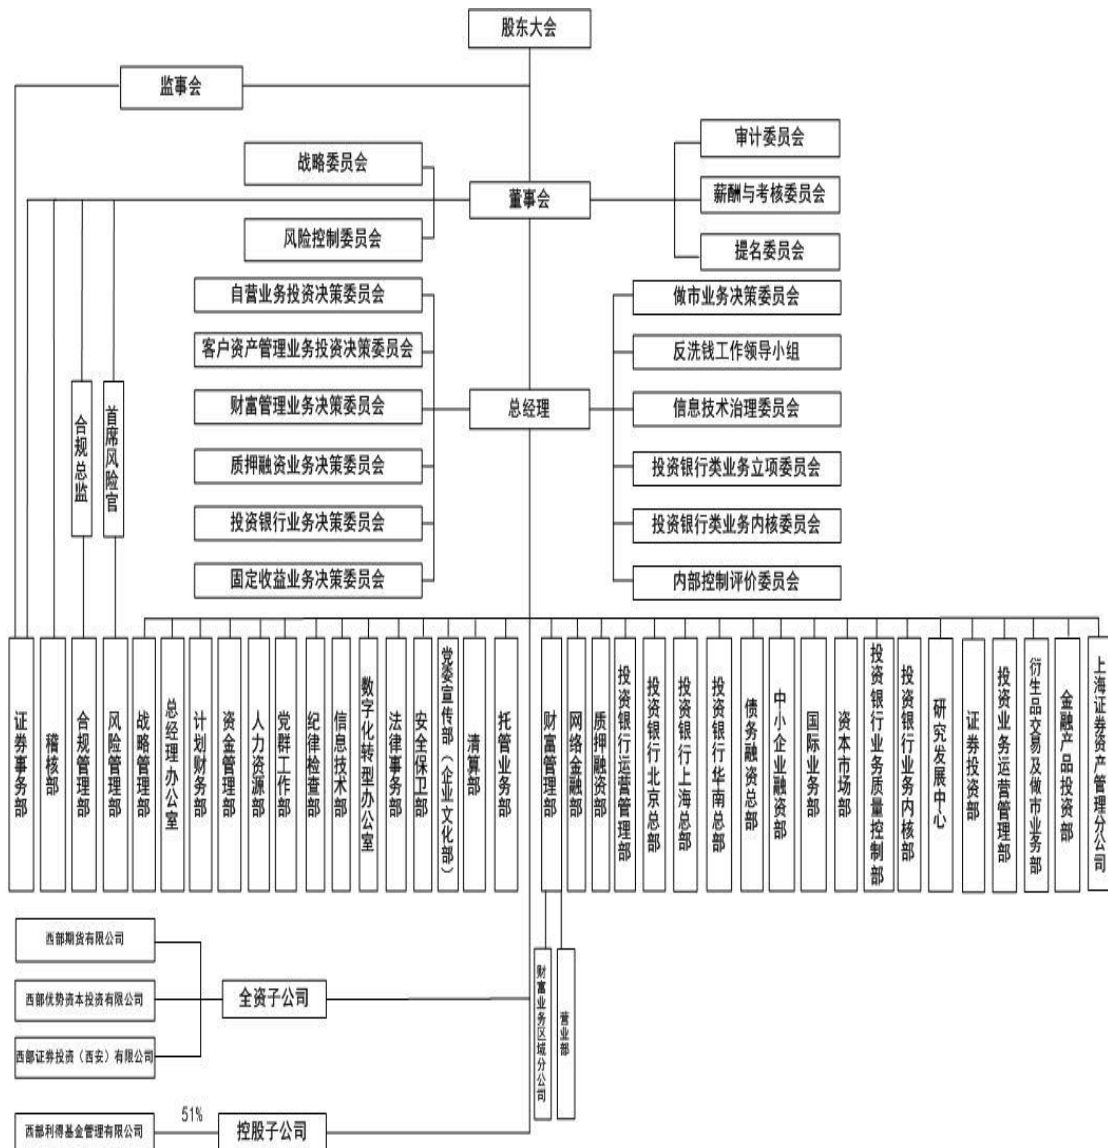 股东大会
监事会
战略委员会
董事会
审计委员会
薪酬与考核委员会
风险控制委员会
提名委员会
自营业务投资决策委员会
做市业务决策委员会
客户资产管理业务投资决策委员会
反洗钱工作领导小组
财富管理业务决策委员会
总经理
信息技术治理委员会
合规总监
首席风险官
质押融资业务决策委员会
投资银行类业务立项委员会
投资银行业务决策委员会
投资银行类业务内核委员会
固定收益业务决策委员会
内部控制评价委员会
证券事务部
稽核部
合规管理部
风险管理部
战略管理部
总经理办公室
计划财务部
资金管理部
人力资源部
党群工作部
纪律检查部
信息技术部
数字化转型办公室
法律事务部
安全保卫部
党委宣传部（企业文化部）
清算部
托管业务部
财富管理部
网络金融部
质押融资部
投资银行运营管理部
投资银行北京总部
投资银行上海总部
投资银行华南总部
债务融资总部
中小企业融资部
国际业务部
资本市场部
投资银行业务质量控制部
投资银行业务内核部
研究发展中心
证券投资部
投资业务运营管理部
衍生品交易及做市业务部
金融产品投资部
上海证券资产管理分公司
西部期货有限公司
西部优势资本投资有限公司
全资子公司
西部证券投资（西安）有限公司
财富业务区域分公司
营业部
西部利得基金管理有限公司
51%
控股子公司